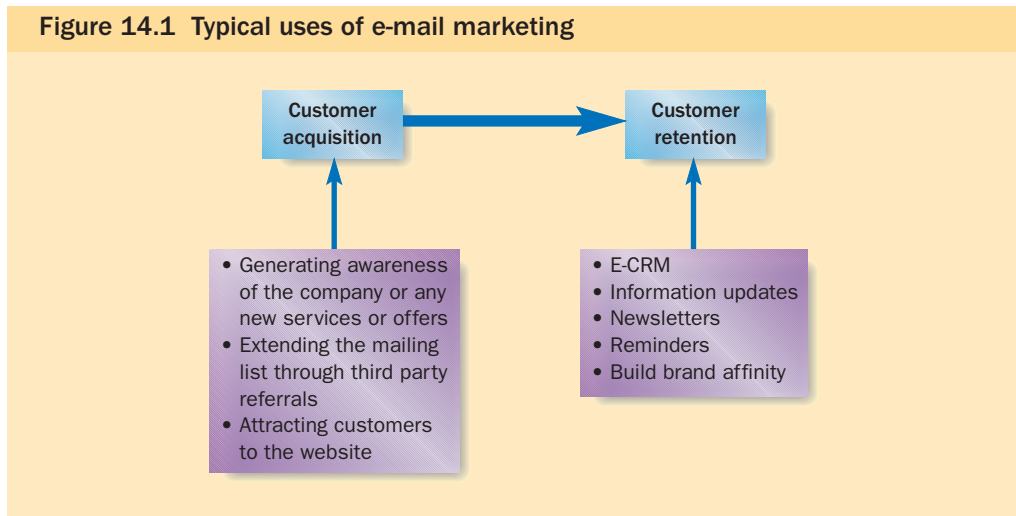 Figure 14.1 Typical uses of e-mail marketing
Customer
acquisition
Customer
retention
• Generating awareness
of the company or any
new services or offers
• Extending the mailing
list through third party
referrals
• Attracting customers
to the website
• E-CRM
• Information updates
• Newsletters
• Reminders
• Build brand affinity